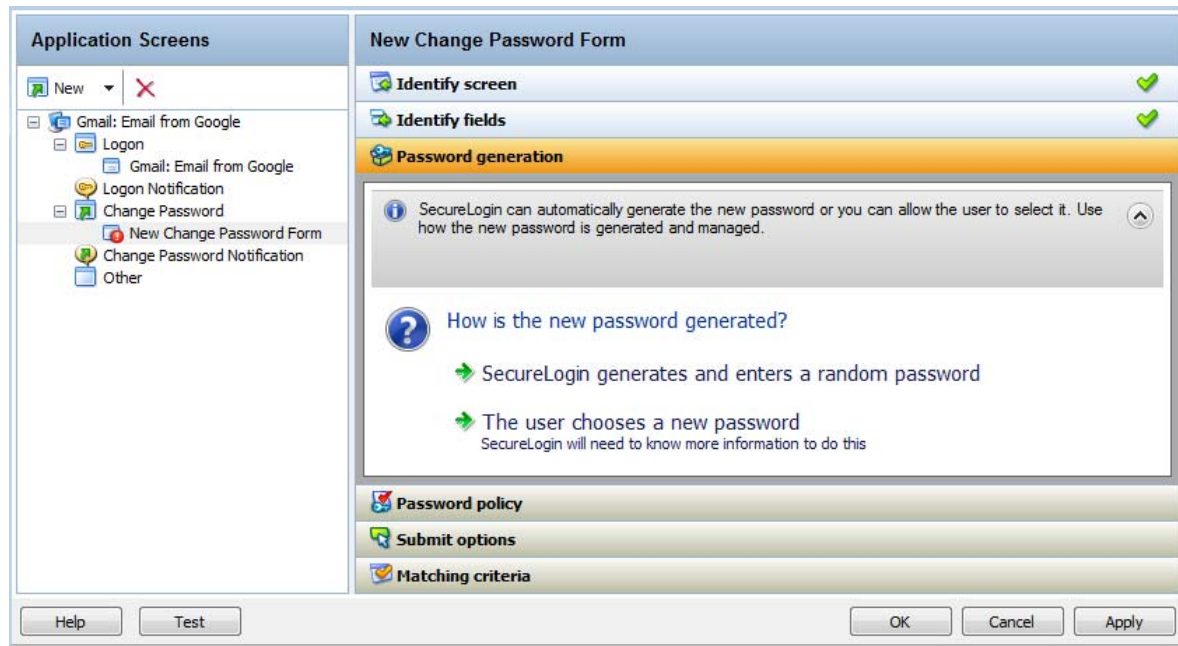 Application Screens
New
Gmail: Email from Google
Logon
Gmail: Email from Google
Logon Notification
Change Password
New Change Password Form
Change Password Notification
Other
New Change Password Form
Identify screen
Identify fields
Password generation
SecureLogin can automatically generate the new password or you can allow the user to select it. Use
how the new password is generated and managed.
How is the new password generated?
SecureLogin generates and enters a random password
The user chooses a new password
SecureLogin will need to know more information to do this
Password policy
Submit options
Matching criteria
Help
Test
OK
Cancel
Apply